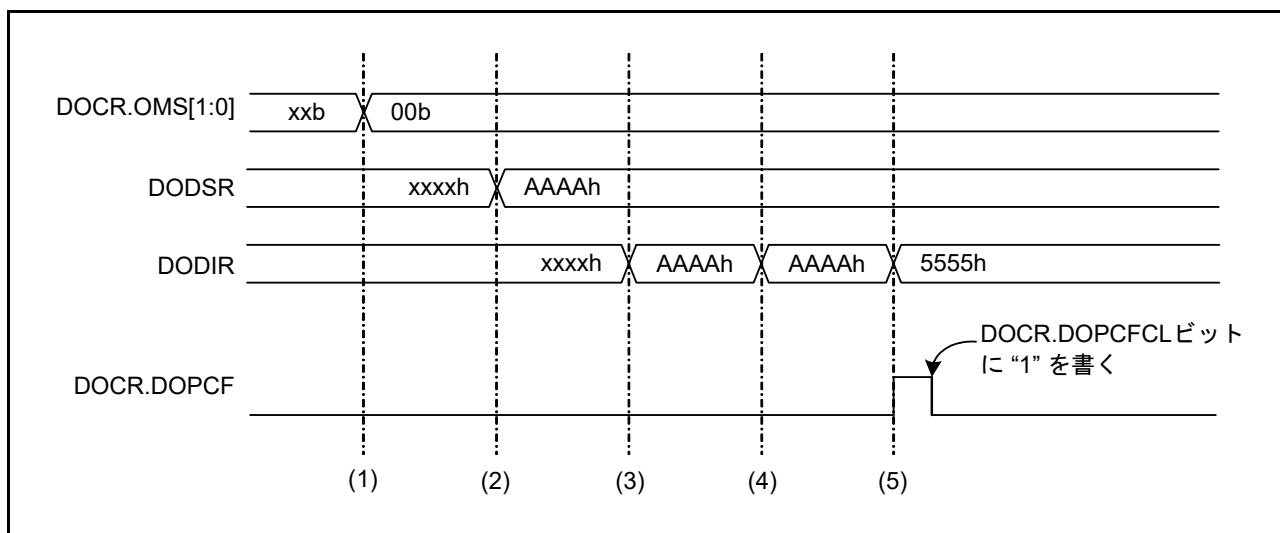 DOCR.OMS[1:0] xxb 00b
DODSR xxxxh AAAAh
DODIR xxxxh AAAAh AAAAh 5555h
DOCR.DOPCFCLビット
に “1” を書く
DOCR.DOPCF
(1) (2) (3) (4) (5)